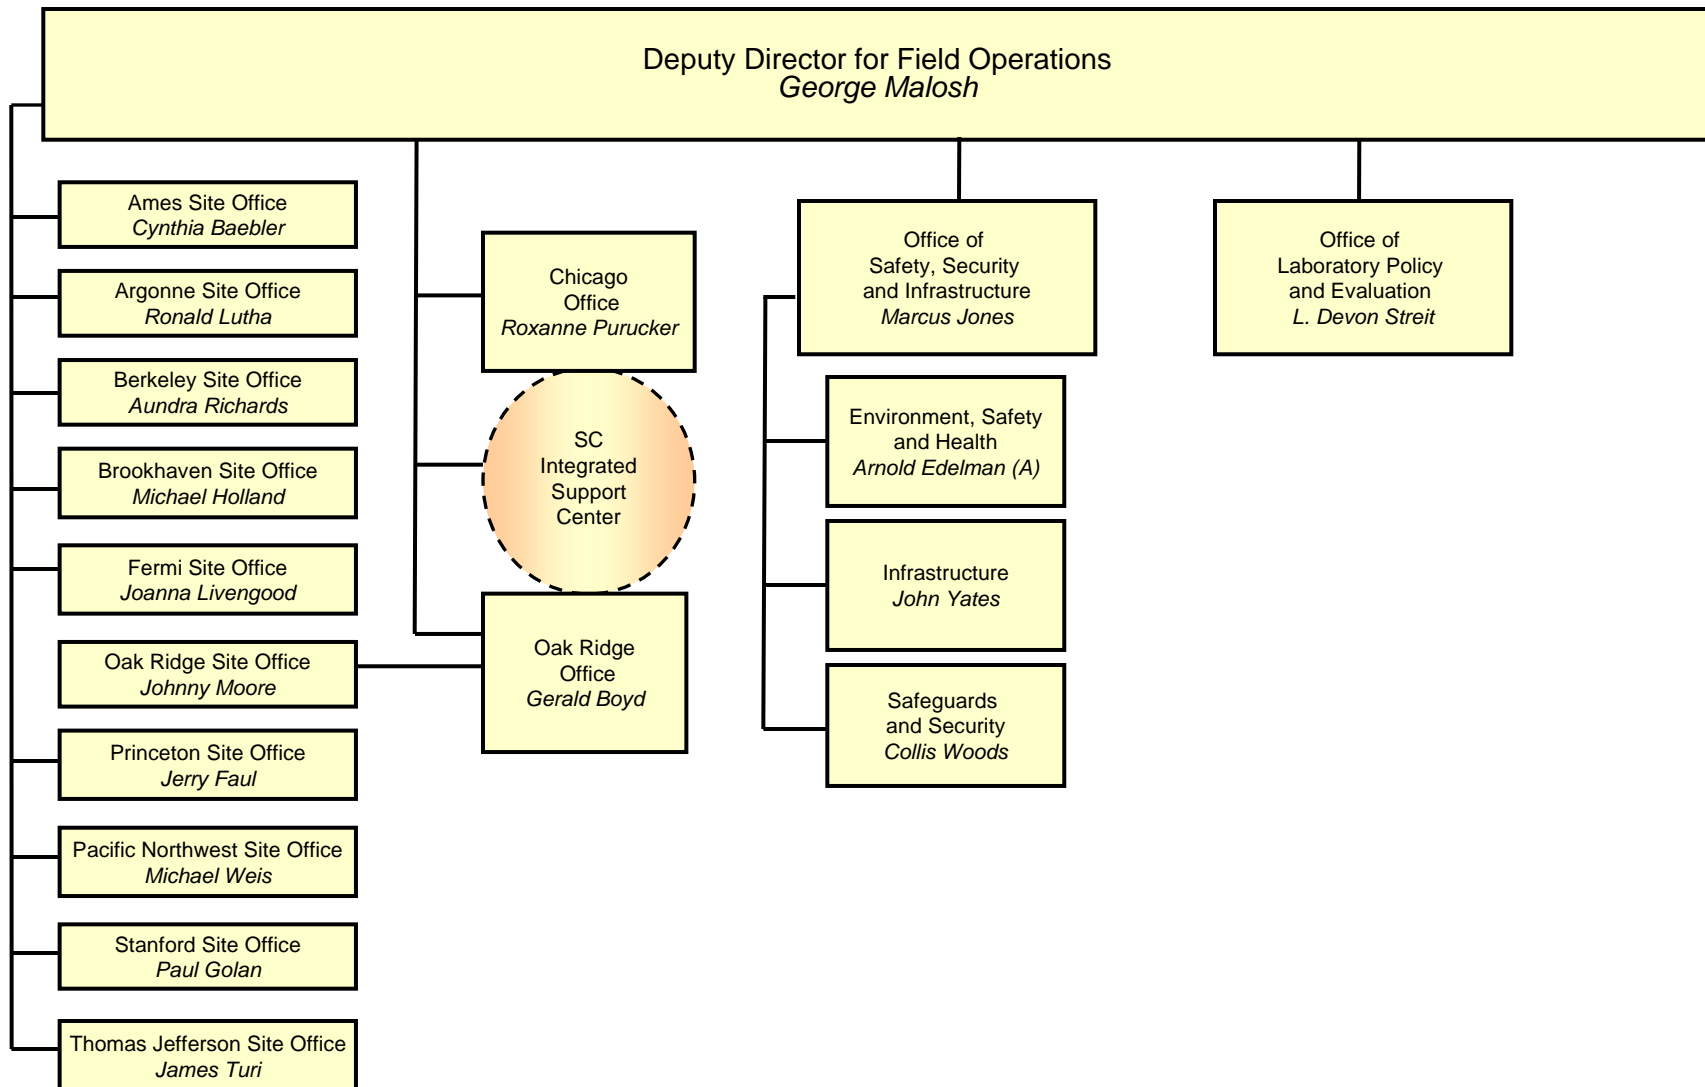 Deputy Director for Field Operations
George Malosh
Ames Site Office
Cynthia Baebler
Argonne Site Office
Ronald Lutha
Berkeley Site Office
Aundra Richards
Brookhaven Site Office
Michael Holland
Fermi Site Office
Joanna Livengood
Oak Ridge Site Office
Johnny Moore
Princeton Site Office
Jerry Faul
Pacific Northwest Site Office
Michael Weis
Stanford Site Office
Paul Golan
Thomas Jefferson Site Office
James Turi
Chicago
Office
Roxanne Purucker
SC
Integrated
Support
Center
Oak Ridge
Office
Gerald Boyd
Office of
Safety, Security
and Infrastructure
Marcus Jones
Environment, Safety
and Health
Arnold Edelman (A)
Infrastructure
John Yates
Safeguards
and Security
Collis Woods
Office of
Laboratory Policy
and Evaluation
L. Devon Streit